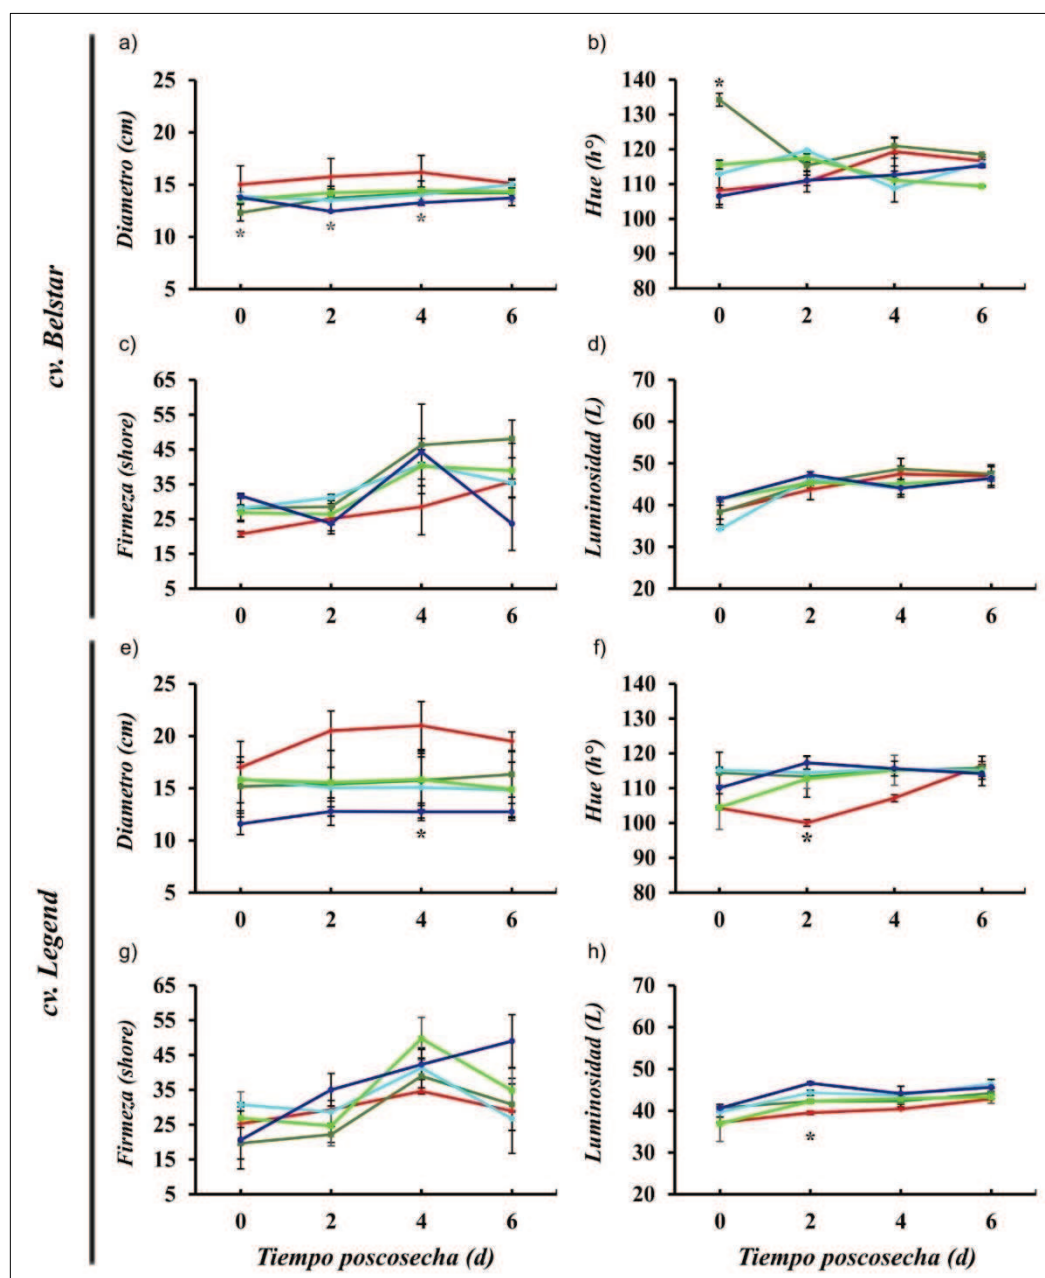 cv. Belstar
a)
Diametro (cm)
25
20
15
10
5
* * *
0 2 4 6
b)
Hue (h°)
140
130
120
110
100
90
80
*
0 2 4 6
c)
Firmeza (shore)
65
55
45
35
25
15
5
0 2 4 6
d)
Luminosidad (L)
70
60
50
40
30
20
0 2 4 6
cv. Legend
e)
Diametro (cm)
25
20
15
10
5
*
0 2 4 6
f)
Hue (h°)
140
130
120
110
100
90
80
*
0 2 4 6
g)
Firmeza (shore)
65
55
45
35
25
15
5
0 2 4 6
Tiempo poscosecha (d)
h)
Luminosidad (L)
70
60
50
40
30
20
*
0 2 4 6
Tiempo poscosecha (d)